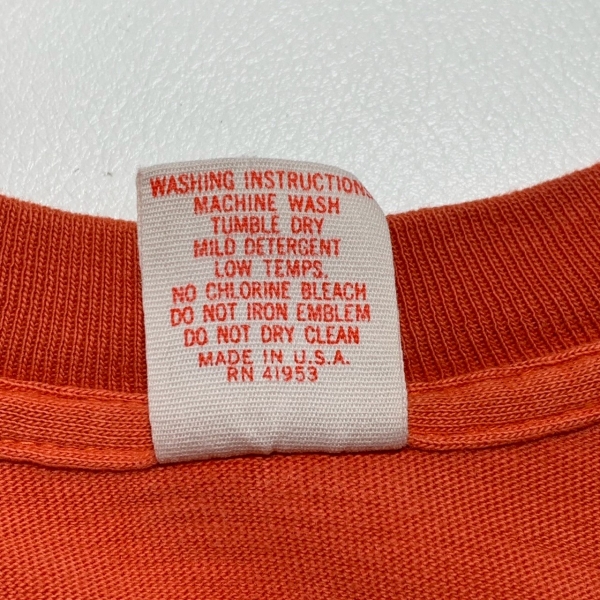 WASHING INSTRUCTION
MACHINE WASH
TUMBLE DRY
MILD DETERGENT
LOW TEMPS.
NO CHLORINE BLEACH
DO NOT IRON EMBLEM
DO NOT DRY CLEAN
MADE IN U.S.A.
RN 41953